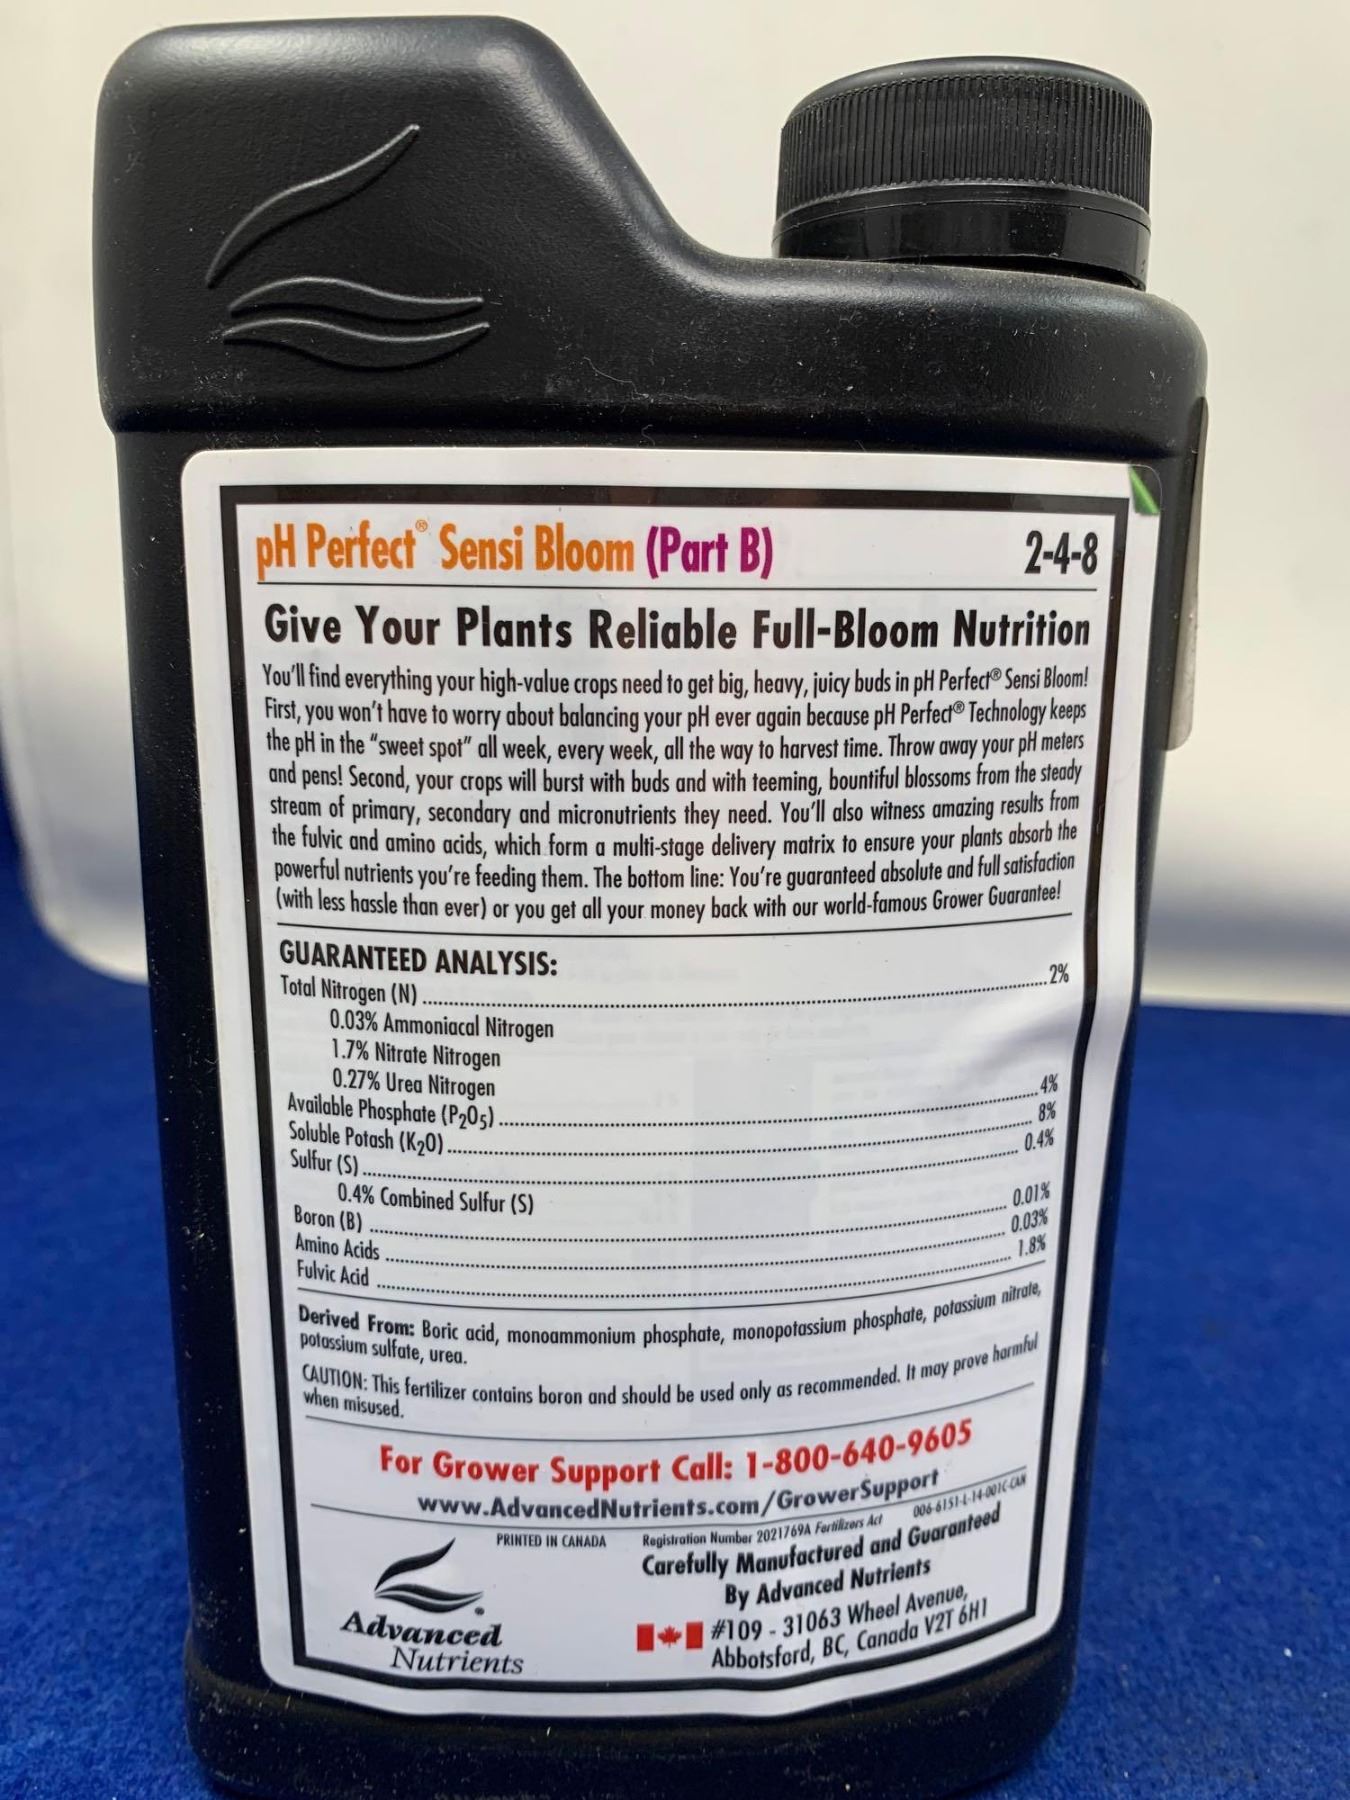 pH Perfect® Sensi Bloom (Part B) 2-4-8
Give Your Plants Reliable Full-Bloom Nutrition
You'll find everything your high-value crops need to get big, heavy, juicy buds in pH Perfect® Sensi Bloom!
First, you won't have to worry about balancing your pH ever again because pH Perfect® Technology keeps
the pH in the "sweet spot" all week, every week, all the way to harvest time. Throw away your pH meters
and pens! Second, your crops will burst with buds and with teeming, bountiful blossoms from the steady
stream of primary, secondary and micronutrients they need. You'll also witness amazing results from
the fulvic and amino acids, which form a multi-stage delivery matrix to ensure your plants absorb the
powerful nutrients you're feeding them. The bottom line: You're guaranteed absolute and full satisfaction
(with less hassle than ever) or you get all your money back with our world-famous Grower Guarantee!
GUARANTEED ANALYSIS:
Total Nitrogen (N) 2%
0.03% Ammoniacal Nitrogen
1.7% Nitrate Nitrogen
0.27% Urea Nitrogen
Available Phosphate (P₂O₅) 4%
Soluble Potash (K₂O) 8%
Sulfur (S) 0.4%
0.4% Combined Sulfur (S)
Boron (B) 0.01%
Amino Acids 0.03%
Fulvic Acid 1.8%
Derived From: Boric acid, monoammonium phosphate, monopotassium phosphate, potassium nitrate,
potassium sulfate, urea.
CAUTION: This fertilizer contains boron and should be used only as recommended. It may prove harmful
when misused.
For Grower Support Call: 1-800-640-9605
www.AdvancedNutrients.com/GrowerSupport
PRINTED IN CANADA Registration Number 2021769A Fertilizers Act 006-6151-L-14-001C-CAN
Carefully Manufactured and Guaranteed
By Advanced Nutrients
#109 - 31063 Wheel Avenue,
Abbotsford, BC, Canada V2T 6H1
Advanced
Nutrients